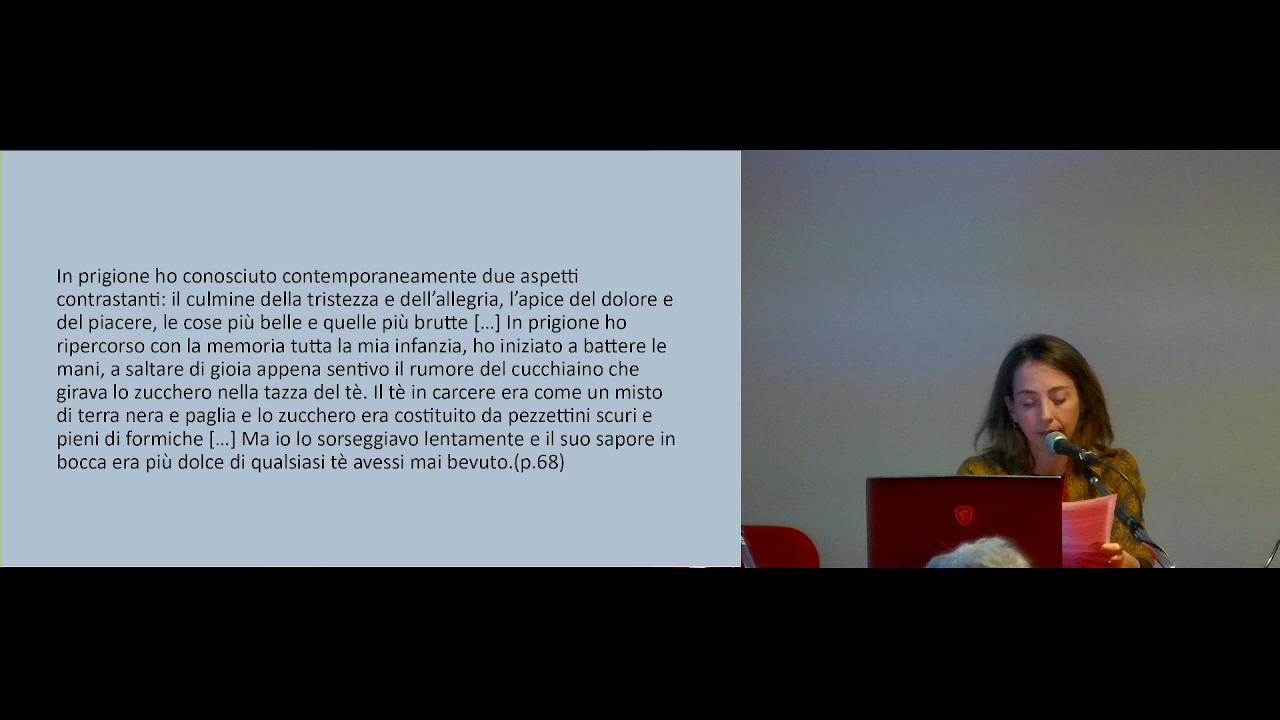 In prigione ho conosciuto contemporaneamente due aspetti
contrastanti: il culmine della tristezza e dell’allegria, l’apice del dolore e
del piacere, le cose più belle e quelle più brutte […] In prigione ho
ripercorso con la memoria tutta la mia infanzia, ho iniziato a battere le
mani, a saltare di gioia appena sentivo il rumore del cucchiaino che
girava lo zucchero nella tazza del tè. Il tè in carcere era come un misto
di terra nera e paglia e lo zucchero era costituito da pezzettini scuri e
pieni di formiche […] Ma io lo sorseggiavo lentamente e il suo sapore in
bocca era più dolce di qualsiasi tè avessi mai bevuto.(p.68)